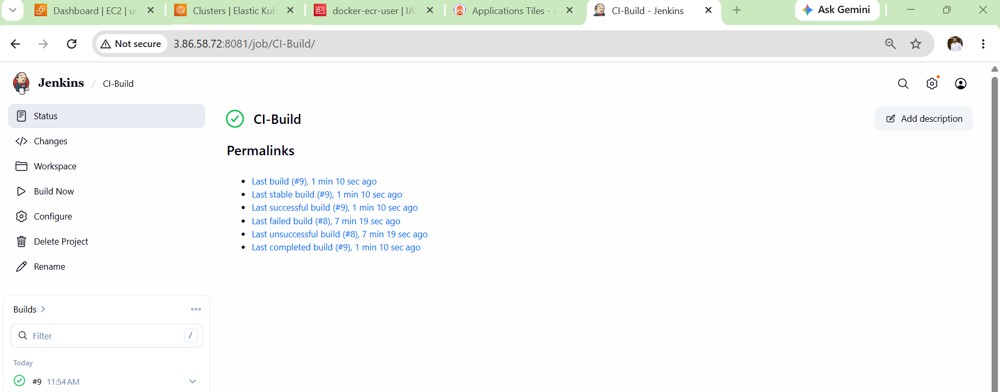 Dashboard | EC2 | us
Clusters | Elastic Kub
docker-ecr-user | IAM
Applications Tiles - A
CI-Build - Jenkins
Ask Gemini
Not secure
3.86.58.72:8081/job/CI-Build/
Jenkins / CI-Build
Status
CI-Build
Add description
Changes
Permalinks
Workspace
Last build (#9), 1 min 10 sec ago
Build Now
Last stable build (#9), 1 min 10 sec ago
Last successful build (#9), 1 min 10 sec ago
Configure
Last failed build (#8), 7 min 19 sec ago
Last unsuccessful build (#8), 7 min 19 sec ago
Delete Project
Last completed build (#9), 1 min 10 sec ago
Rename
Builds
Filter /
Today
#9 11:54 AM